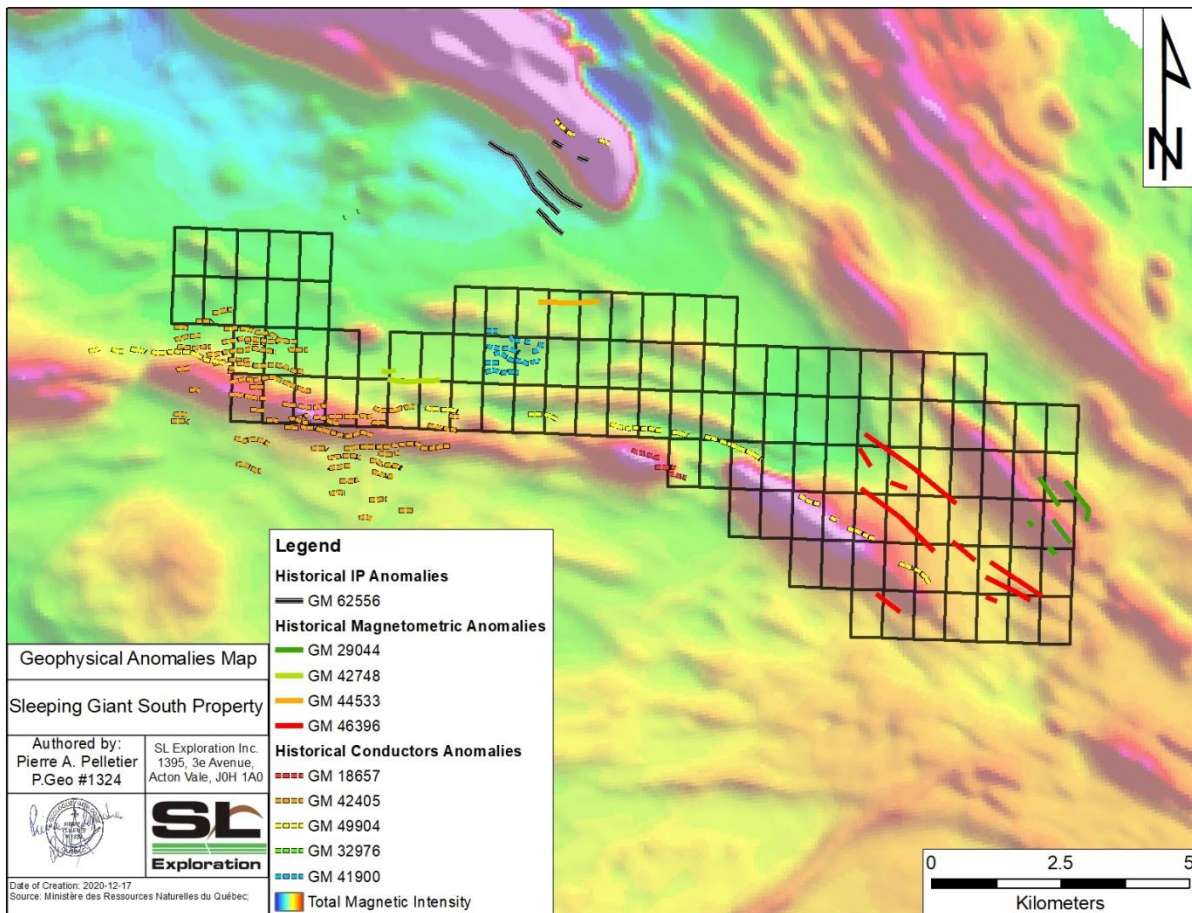 N
Legend
Historical IP Anomalies
GM 62556
Historical Magnetometric Anomalies
GM 29044
GM 42748
GM 44533
GM 46396
Historical Conductors Anomalies
GM 18657
GM 42405
GM 49904
GM 32976
GM 41900
Total Magnetic Intensity
Geophysical Anomalies Map
Sleeping Giant South Property
Authored by:
Pierre A. Pelletier
P.Geo #1324
SL Exploration Inc.
1395, 3e Avenue,
Acton Vale, J0H 1A0
SL
Exploration
Date of Creation: 2020-12-17
Source: Ministère des Ressources Naturelles du Québec;
0 2.5 5
Kilometers